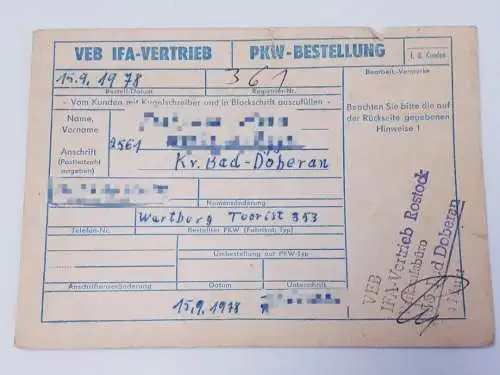 VEB IFA-VERTRIEB
PKW-BESTELLUNG
f. d. Kunden
15.9.1978
361
Bestell-Datum
Register-Nr.
Bearbeit.-Vermerke
Vom Kunden mit Kugelschreiber und in Blockschrift auszufüllen
Name,
Vorname
Anschrift
(Postleitzahl
angeben)
2561
Kr. Bad-Doberan
Beachten Sie bitte die auf
der Rückseite gegebenen
Hinweise!
Namensänderung
Wartburg Tourist 353
Telefon-Nr.
Bestellter PKW (Fabrikat, Typ)
Umbestellung auf PKW-Typ
Anschriftenänderung
Datum
Unterschrift
15.9.1978
VEB
IFA-Vertrieb Rostock
Bad Doberan